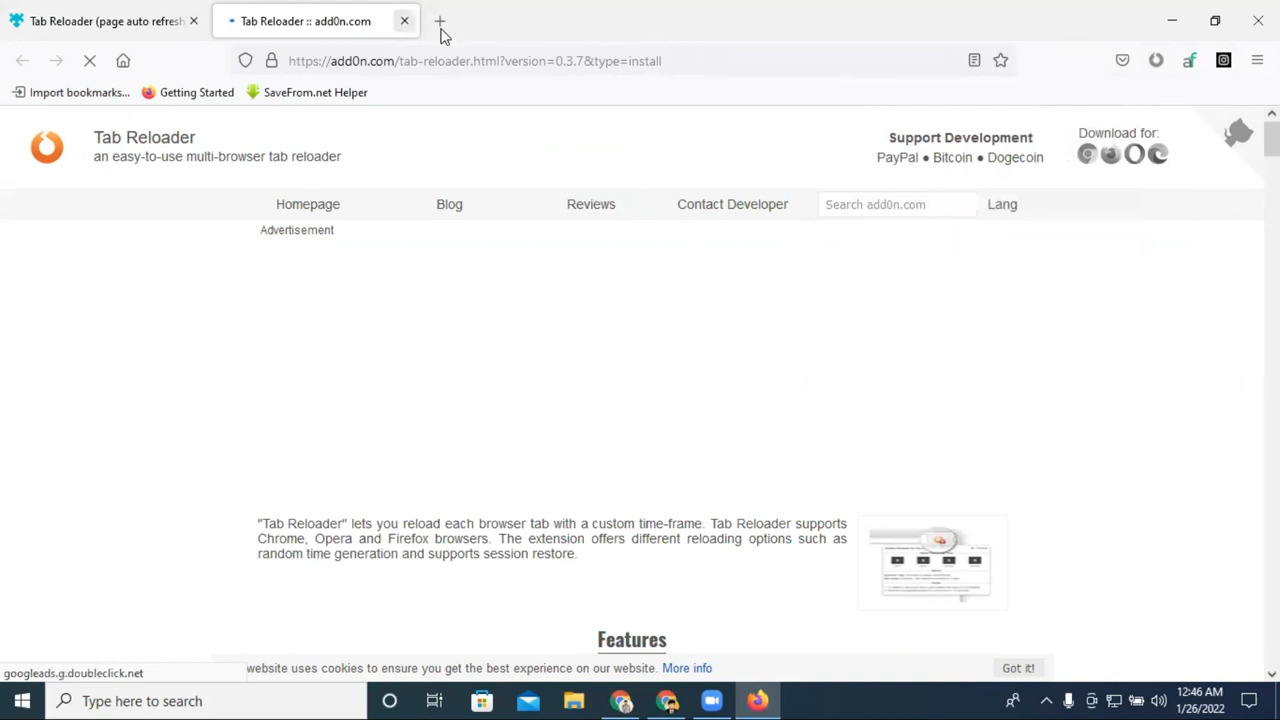 Tab Reloader (page auto refresh
Tab Reloader :: add0n.com
https://add0n.com/tab-reloader.html?version=0.3.7&type=install
Import bookmarks...
Getting Started
SaveFrom.net Helper
Tab Reloader
an easy-to-use multi-browser tab reloader
Support Development
PayPal ● Bitcoin ● Dogecoin
Download for:
Homepage
Blog
Reviews
Contact Developer
Search add0n.com
Lang
Advertisement
"Tab Reloader" lets you reload each browser tab with a custom time-frame. Tab Reloader supports
Chrome, Opera and Firefox browsers. The extension offers different reloading options such as
random time generation and supports session restore.
Features
googleads.g.doubleclick.net
website uses cookies to ensure you get the best experience on our website. More info
Got it!
Type here to search
12:46 AM
1/26/2022